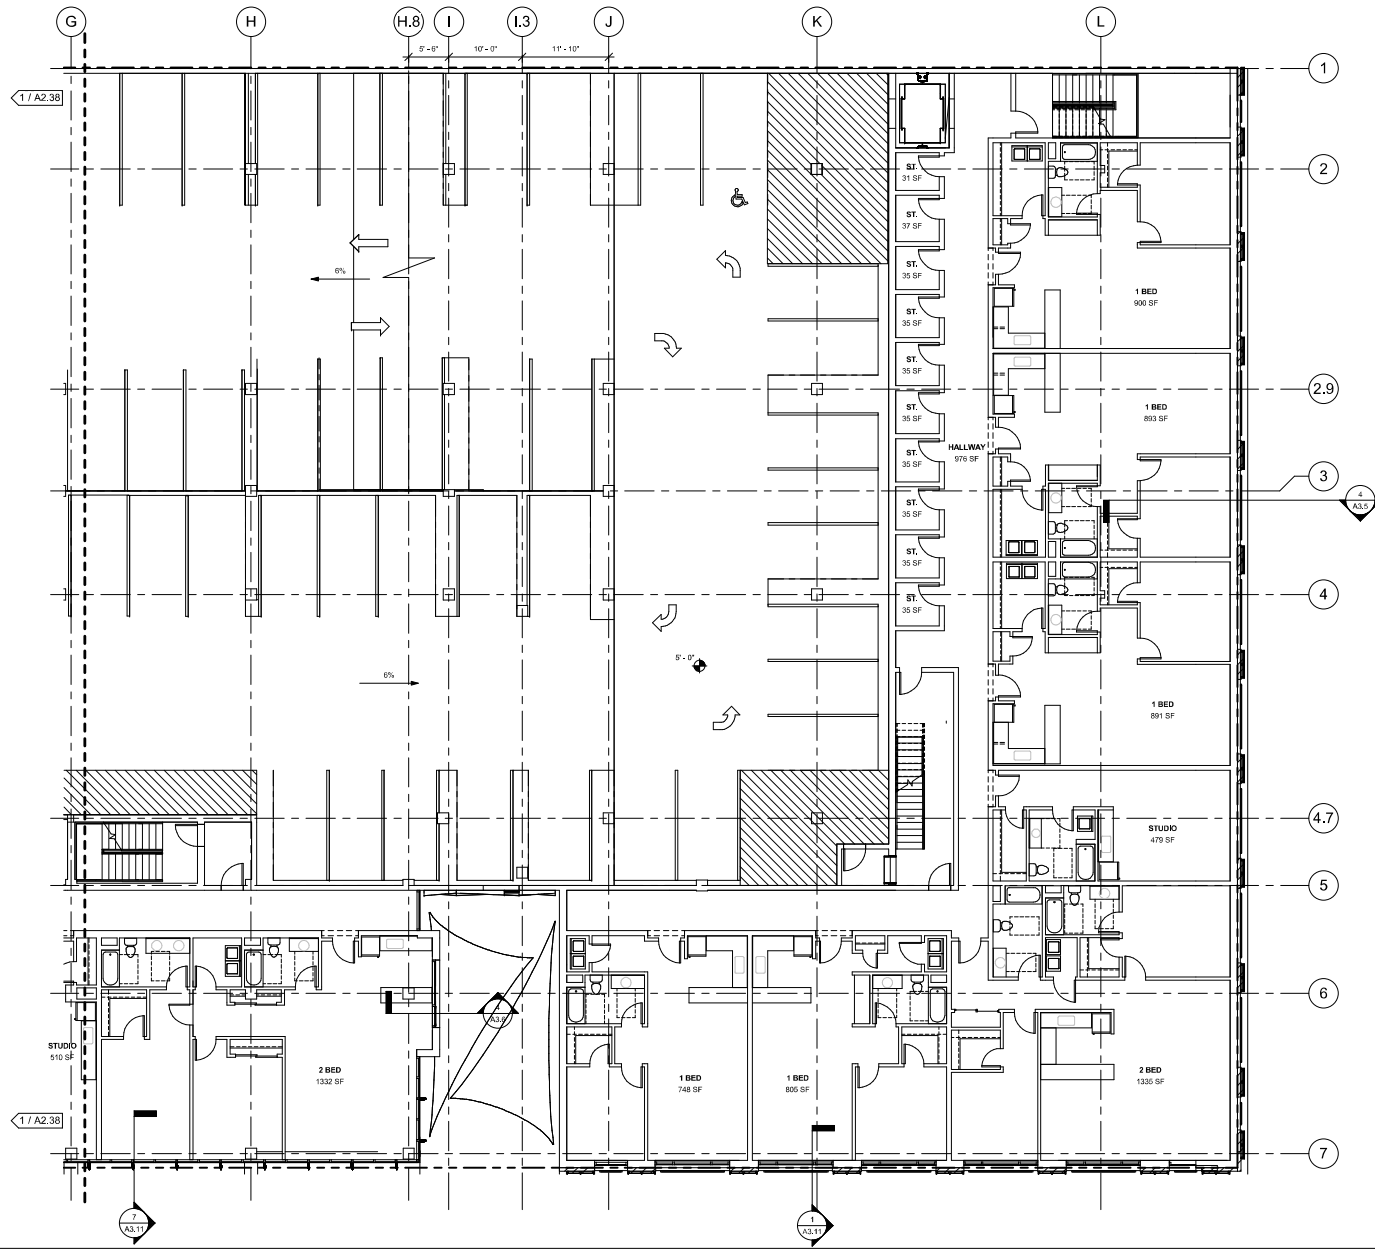 G
H
H.8
I
I.3
J
K
L
5' - 6"
10' - 0"
11' - 10"
1
1 / A2.38
2
ST.
31 SF
ST.
37 SF
6%
ST.
35 SF
1 BED
900 SF
ST.
35 SF
ST.
35 SF
2.9
ST.
35 SF
1 BED
893 SF
HALLWAY
976 SF
ST.
35 SF
3
4
A3.5
ST.
35 SF
ST.
35 SF
ST.
35 SF
4
5' - 0"
6%
1 BED
891 SF
4.7
STUDIO
479 SF
5
6
A3.6
STUDIO
510 SF
2 BED
1332 SF
1 BED
748 SF
1 BED
805 SF
2 BED
1335 SF
1 / A2.38
7
7
A3.11
1
A3.11